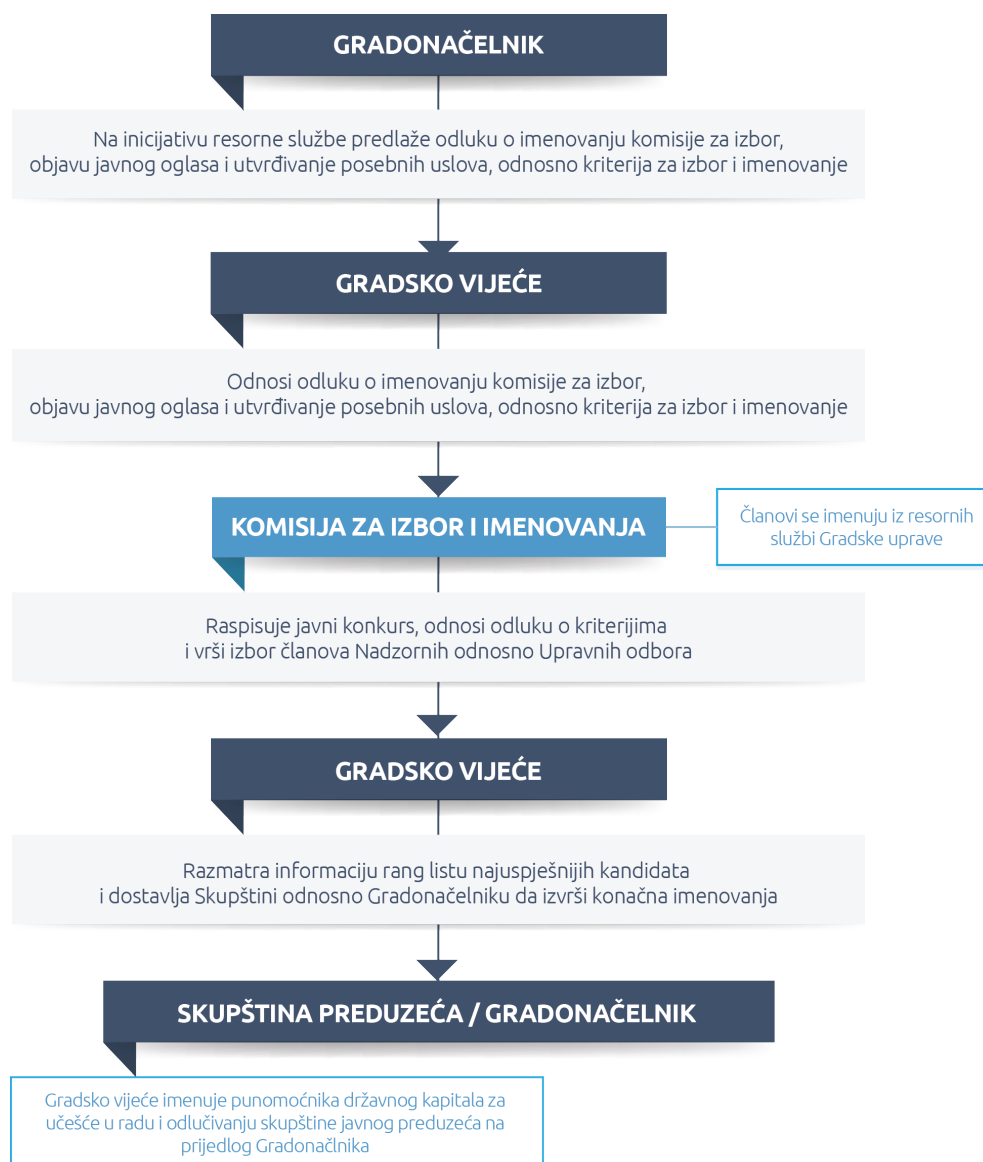 GRADONAČELNIK
Na inicijativu resorne službe predlaže odluku o imenovanju komisije za izbor,
objavu javnog oglasa i utvrđivanje posebnih uslova, odnosno kriterija za izbor i imenovanje
GRADSKO VIJEĆE
Odnosi odluku o imenovanju komisije za izbor,
objavu javnog oglasa i utvrđivanje posebnih uslova, odnosno kriterija za izbor i imenovanje
KOMISIJA ZA IZBOR I IMENOVANJA
Članovi se imenuju iz resornih
službi Gradske uprave
Raspisuje javni konkurs, odnosi odluku o kriterijima
i vrši izbor članova Nadzornih odnosno Upravnih odbora
GRADSKO VIJEĆE
Razmatra informaciju rang listu najuspješnijih kandidata
i dostavlja Skupštini odnosno Gradonačelniku da izvrši konačna imenovanja
SKUPŠTINA PREDUZEĆA / GRADONAČELNIK
Gradsko vijeće imenuje punomoćnika državnog kapitala za
učešće u radu i odlučivanju skupštine javnog preduzeća na
prijedlog Gradonačlnika